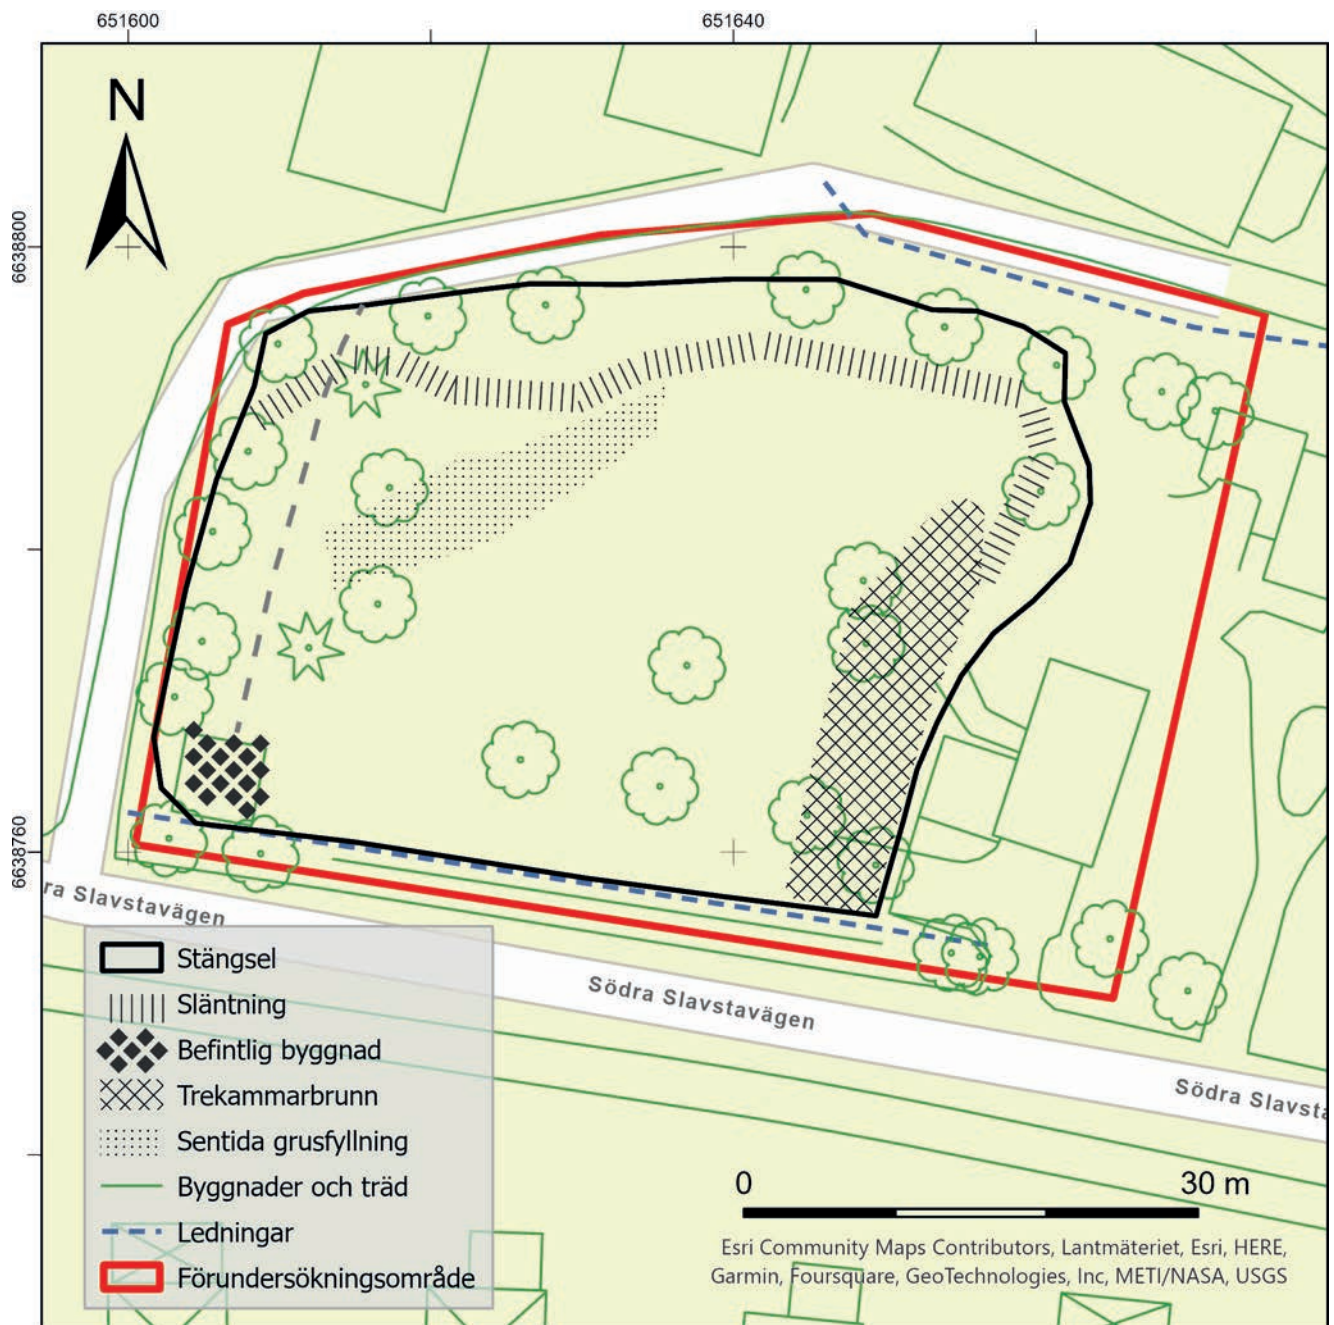 651600
651640
N
6638800
6638760
ra Slavstavägen
Södra Slavstavägen
Södra Slavsta
Stängsel
Släntning
Befintlig byggnad
Trekammarbrunn
Sentida grusfyllning
Byggnader och träd
Ledningar
Förundersökningsområde
0 30 m
Esri Community Maps Contributors, Lantmäteriet, Esri, HERE,
Garmin, Foursquare, GeoTechnologies, Inc, METI/NASA, USGS